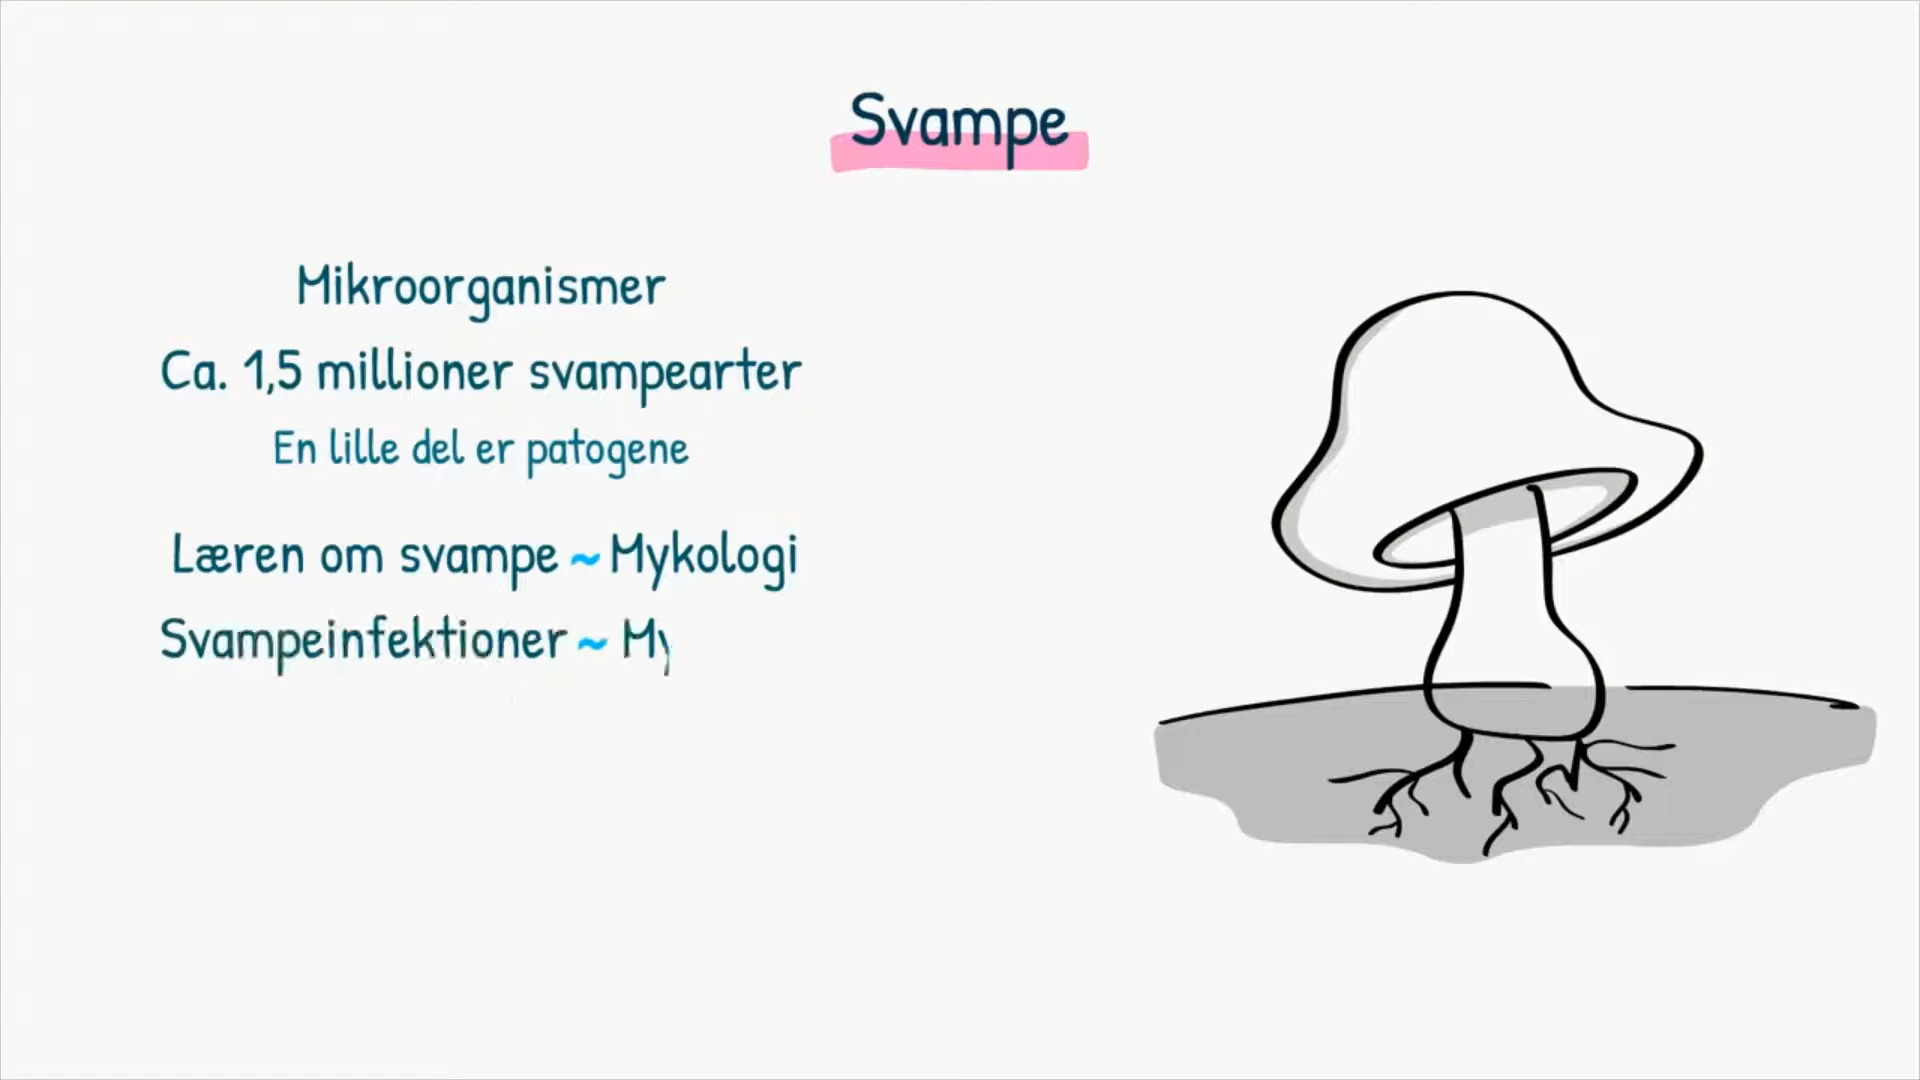 Svampe
Mikroorganismer
Ca. 1,5 millioner svampearter
En lille del er patogene
Læren om svampe ~ Mykologi
Svampeinfektioner ~